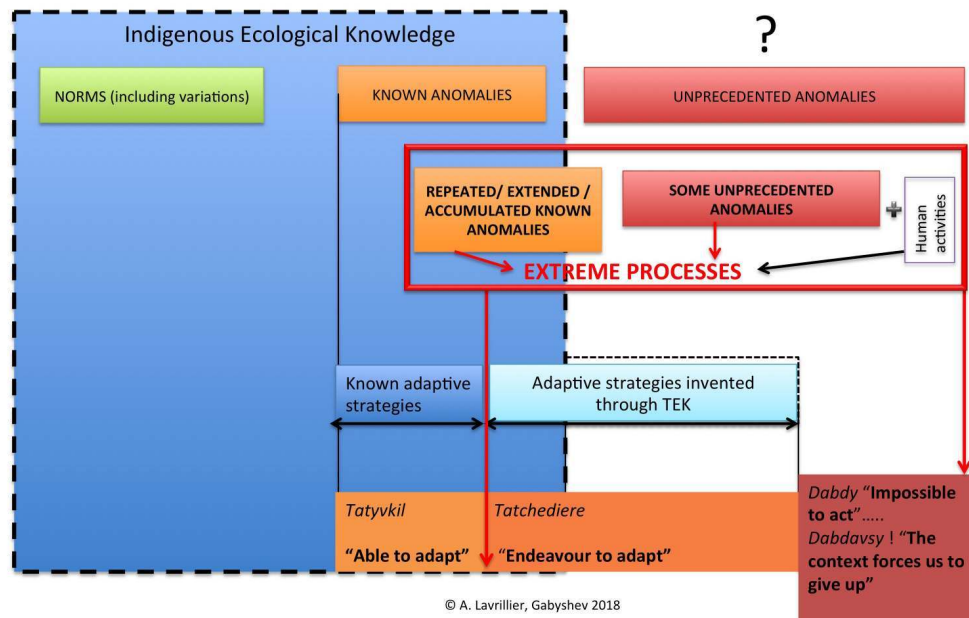 Indigenous Ecological Knowledge
?
NORMS (including variations)
KNOWN ANOMALIES
UNPRECEDENTED ANOMALIES
REPEATED/ EXTENDED /
ACCUMULATED KNOWN
ANOMALIES
SOME UNPRECEDENTED
ANOMALIES
+
Human
activities
EXTREME PROCESSES
Known adaptive
strategies
Adaptive strategies invented
through TEK
Tatyvkil
"Able to adapt"
Tatchediere
"Endeavour to adapt"
Dabdy "Impossible
to act".....
Dabdavsy ! "The
context forces us to
give up"
© A. Lavrillier, Gabyshev 2018